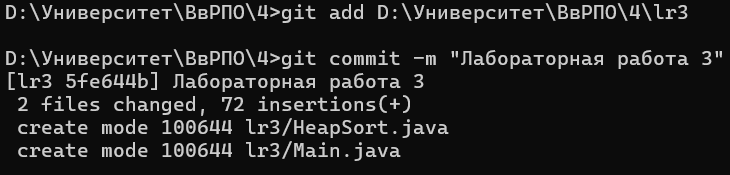 D:\Университет\ВвРПО\4>git add D:\Университет\ВвРПО\4\lr3
D:\Университет\ВвРПО\4>git commit -m "Лабораторная работа 3"
[lr3 5fe644b] Лабораторная работа 3
 2 files changed, 72 insertions(+)
 create mode 100644 lr3/HeapSort.java
 create mode 100644 lr3/Main.java